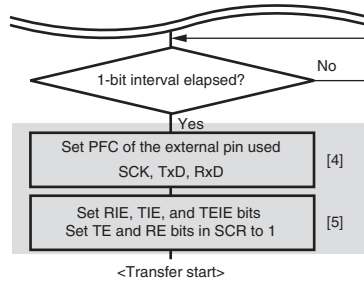 1-bit interval elapsed?
No
Yes
Set PFC of the external pin used
SCK, TxD, RxD
[4]
Set RIE, TIE, and TEIE bits
Set TE and RE bits in SCR to 1
[5]
<Transfer start>